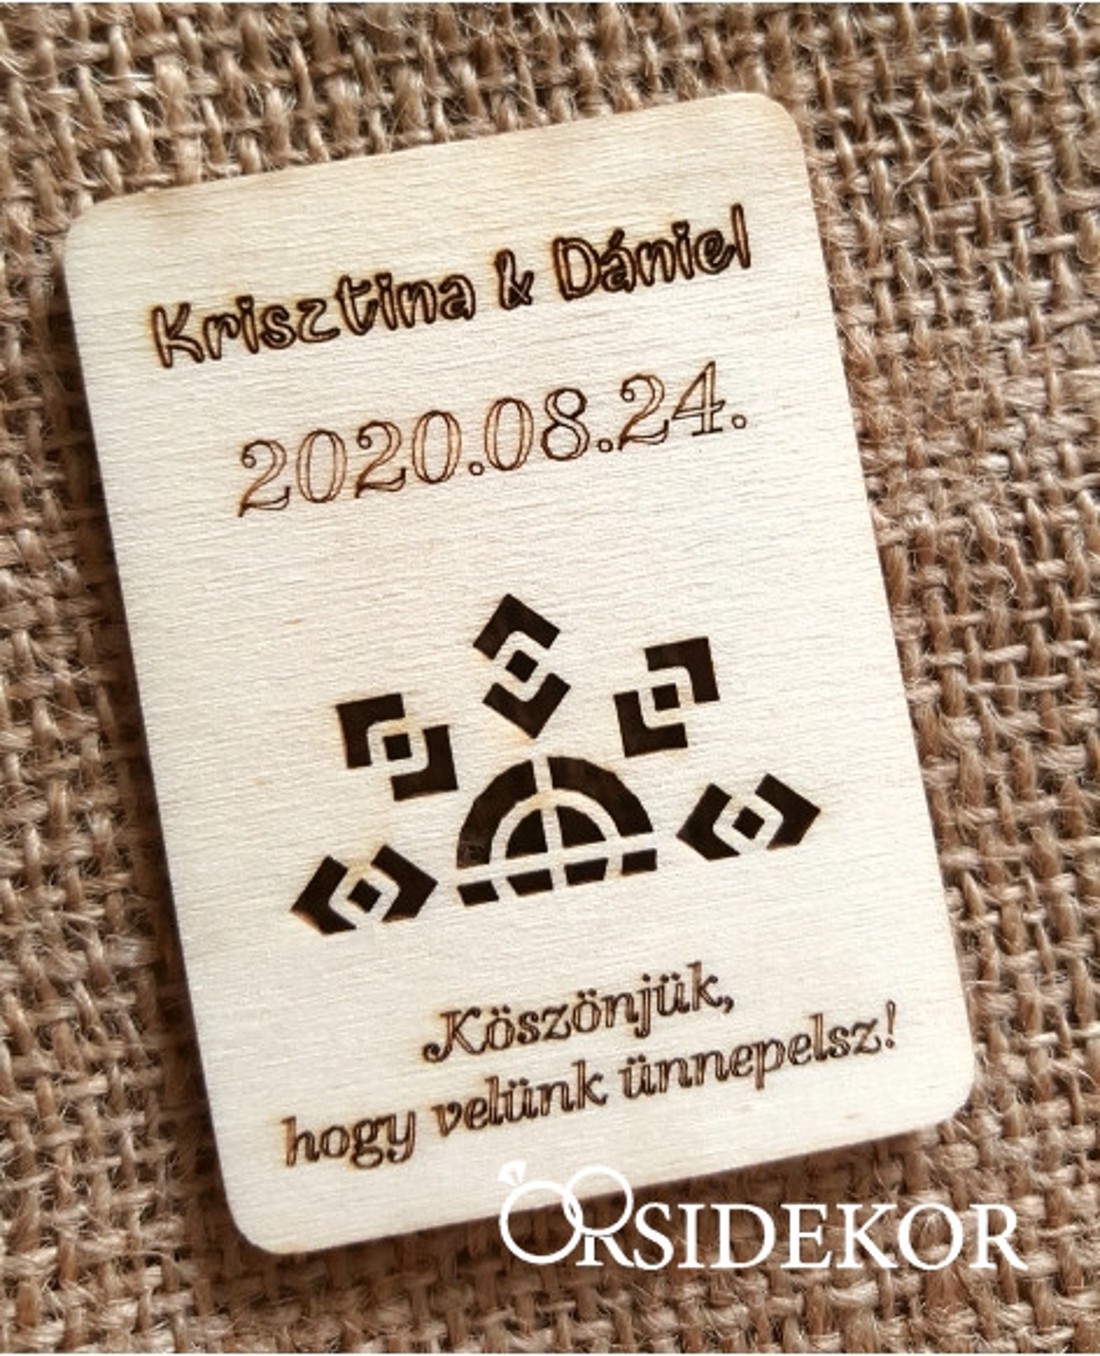 Krisztina & Dániel
2020.08.24.
Köszönjük,
hogy velünk ünnepelsz!
ORSIDEKOR